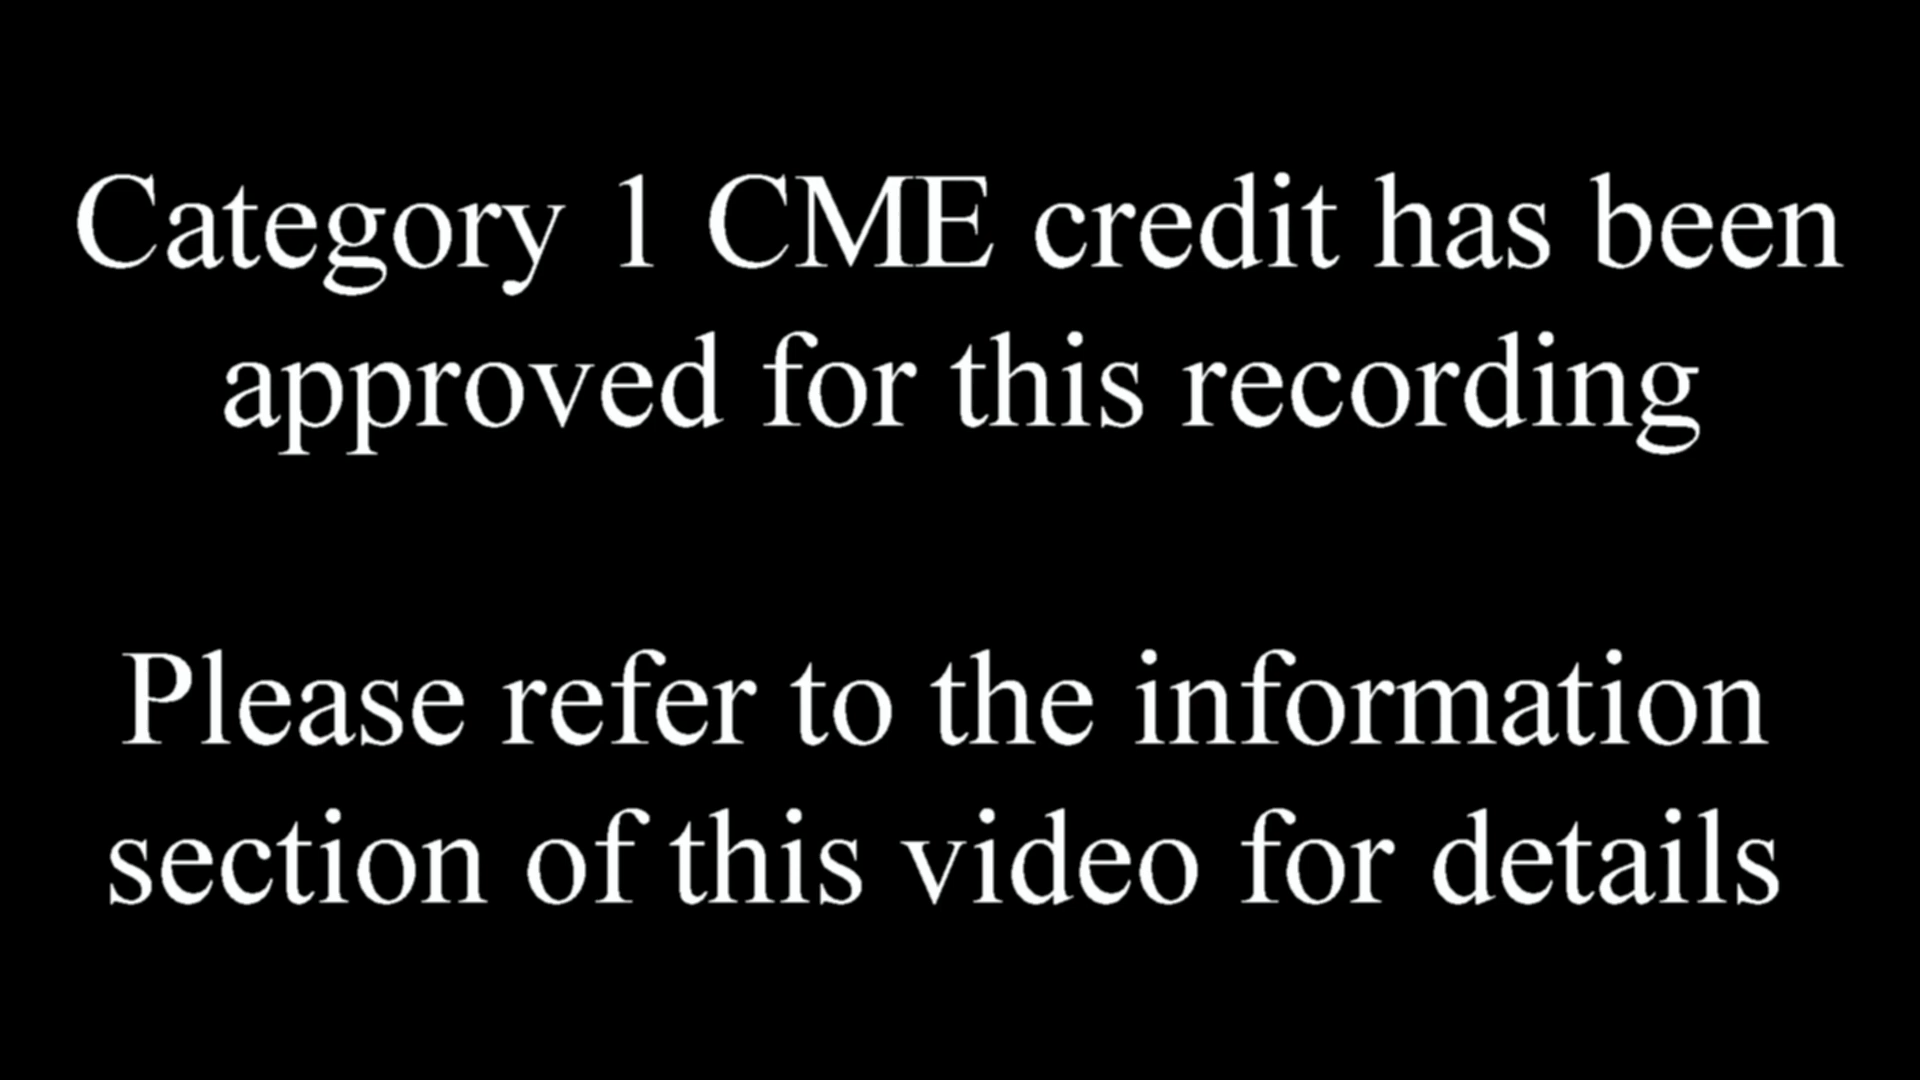 Category 1 CME credit has been
approved for this recording
Please refer to the information
section of this video for details